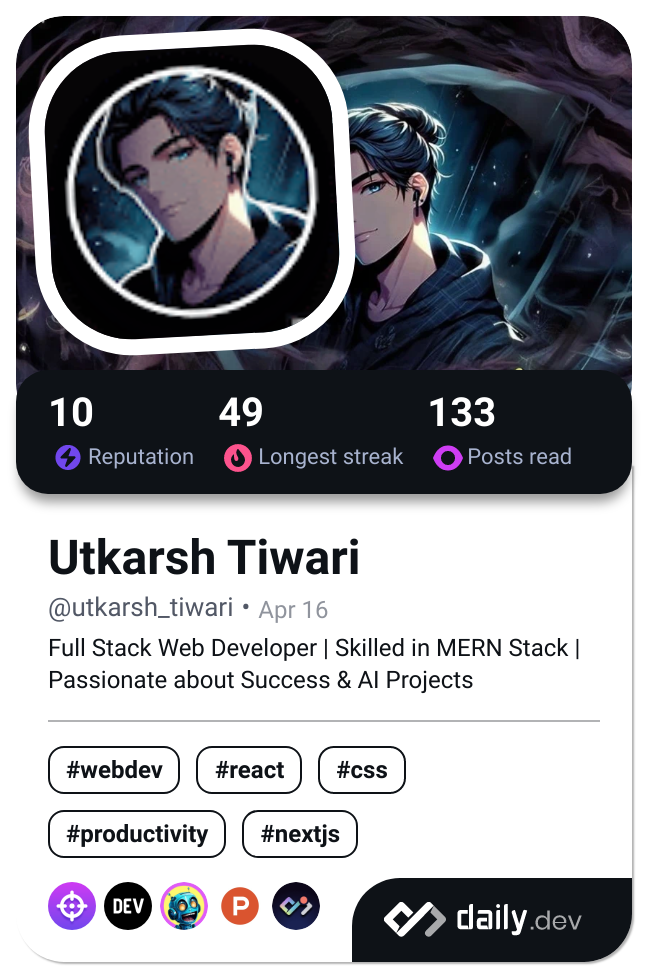 10 49 133
Reputation Longest streak Posts read
Utkarsh Tiwari
@utkarsh_tiwari • Apr 16
Full Stack Web Developer | Skilled in MERN Stack |
Passionate about Success & AI Projects
#webdev #react #css
#productivity #nextjs
DEV P daily.dev